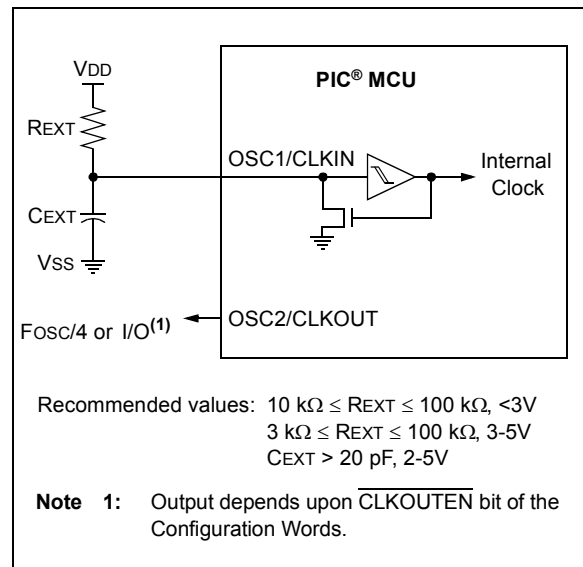 VDD
PIC® MCU
REXT
OSC1/CLKIN
Internal
Clock
CEXT
VSS
OSC2/CLKOUT
FOSC/4 or I/O(1)
Recommended values: 10 kΩ ≤ REXT ≤ 100 kΩ, <3V
3 kΩ ≤ REXT ≤ 100 kΩ, 3-5V
CEXT > 20 pF, 2-5V
Note 1: Output depends upon CLKOUTEN bit of the
Configuration Words.